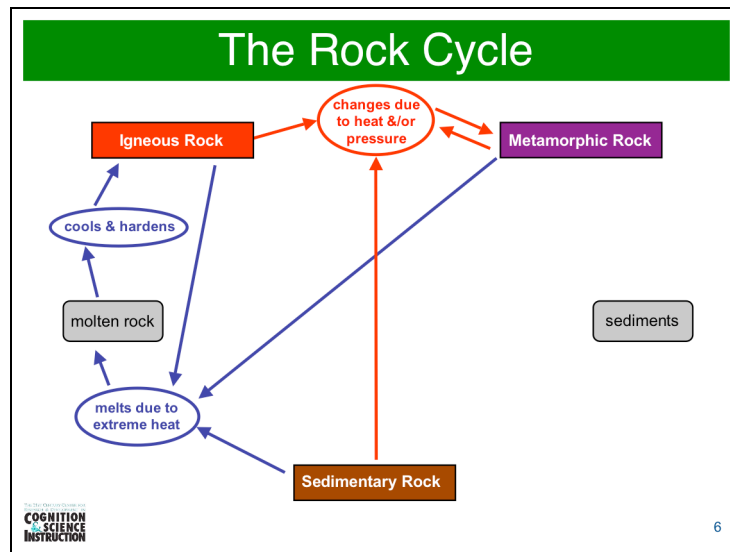 The Rock Cycle
changes due
to heat &/or
pressure
Igneous Rock
Metamorphic Rock
cools & hardens
molten rock
sediments
melts due to
extreme heat
Sedimentary Rock
COGNITION
& SCIENCE
INSTRUCTION
6